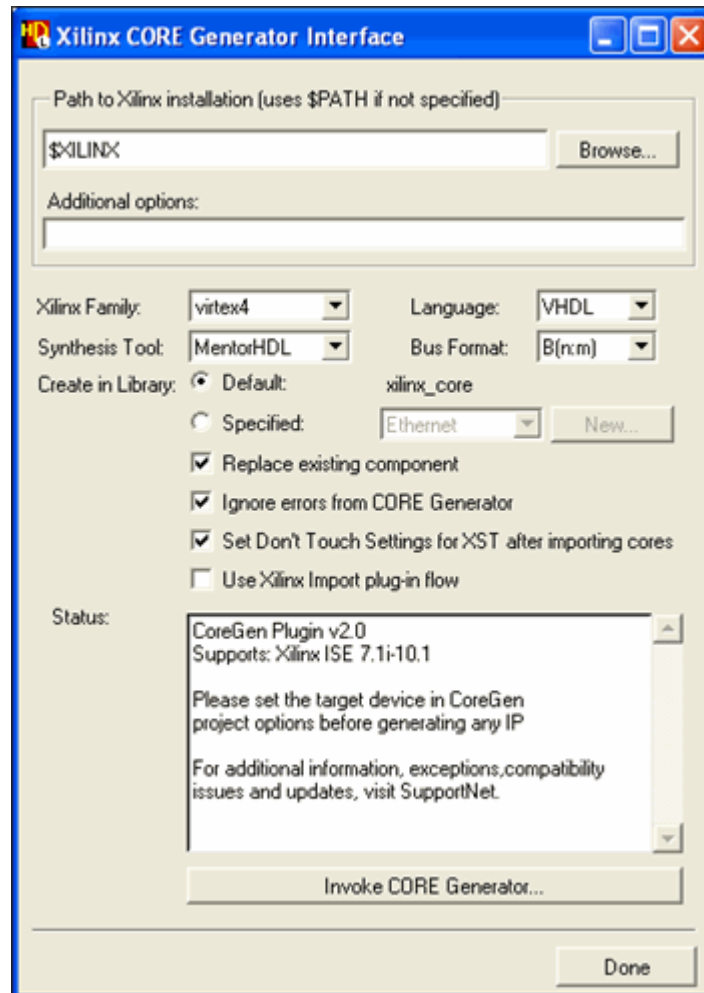 Xilinx CORE Generator Interface
Path to Xilinx installation (uses $PATH if not specified)
$XILINX Browse...
Additional options:
Xilinx Family: virtex4 Language: VHDL
Synthesis Tool: MentorHDL Bus Format: B(n:m)
Create in Library: Default: xilinx_core
Specified: Ethernet New...
Replace existing component
Ignore errors from CORE Generator
Set Don't Touch Settings for XST after importing cores
Use Xilinx Import plug-in flow
Status:
CoreGen Plugin v2.0
Supports: Xilinx ISE 7.1i-10.1
Please set the target device in CoreGen
project options before generating any IP
For additional information, exceptions,compatibility
issues and updates, visit SupportNet.
Invoke CORE Generator...
Done